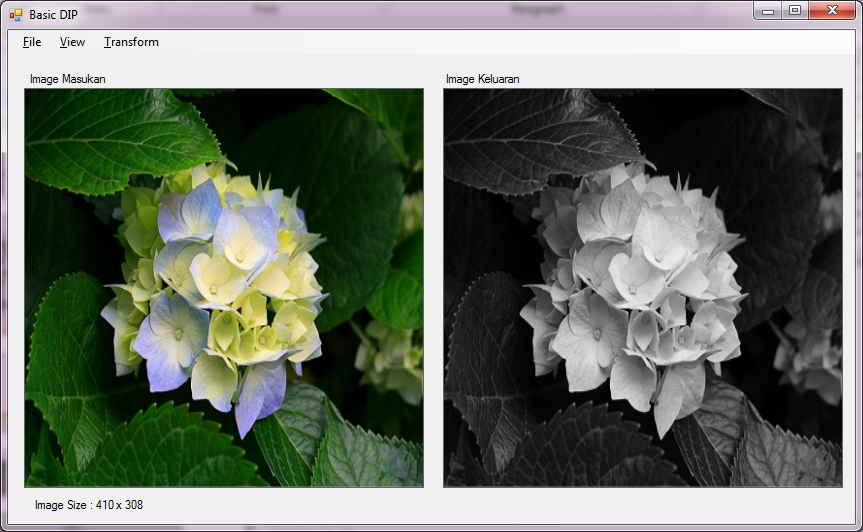 Basic DIP
File View Transform
Image Masukan Image Keluaran
Image Size : 410 x 308